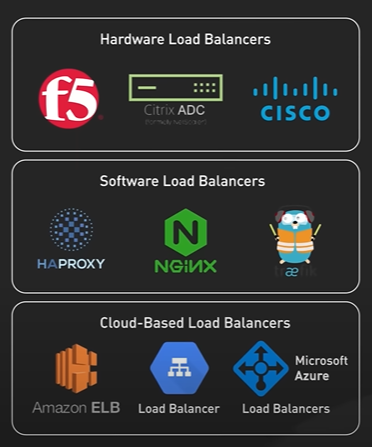 Hardware Load Balancers
f5
Citrix ADC
(formerly NetScaler)
CISCO
Software Load Balancers
HAPROXY
N
NGINX
træfik
Cloud-Based Load Balancers
Microsoft
Azure
Amazon ELB
Load Balancer
Load Balancers